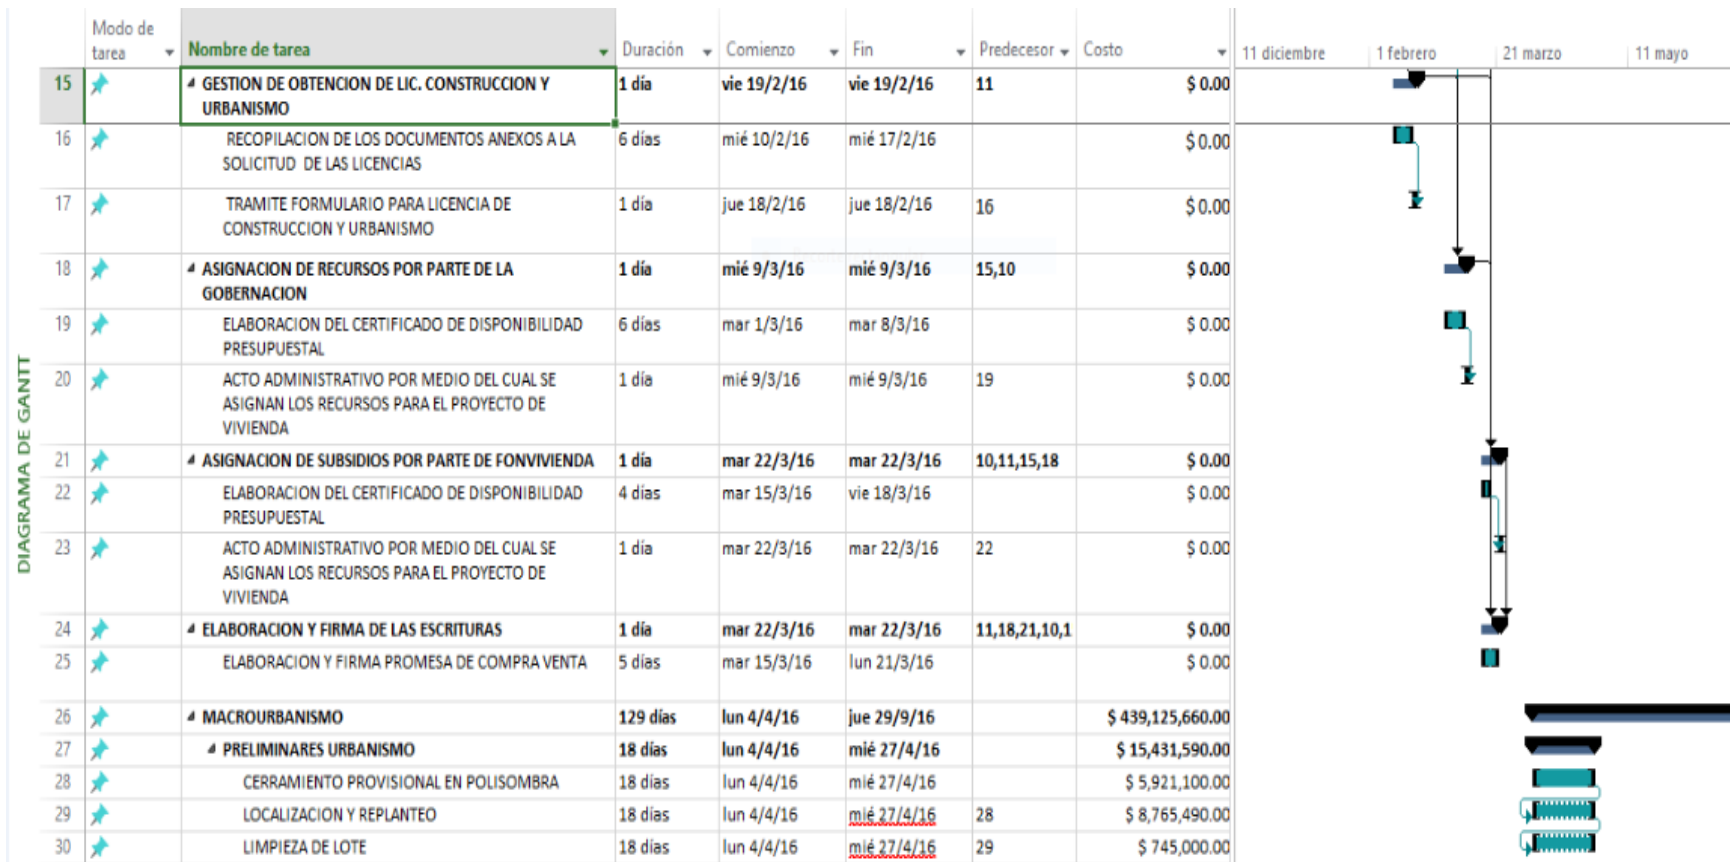 Modo de tarea Nombre de tarea Duración Comienzo Fin Predecesor Costo 11 diciembre 1 febrero 21 marzo 11 mayo
DIAGRAMA DE GANTT
15 GESTION DE OBTENCION DE LIC. CONSTRUCCION Y 1 día vie 19/2/16 vie 19/2/16 11 $ 0.00
URBANISMO
16 RECOPILACION DE LOS DOCUMENTOS ANEXOS A LA 6 días mié 10/2/16 mié 17/2/16 $ 0.00
SOLICITUD DE LAS LICENCIAS
17 TRAMITE FORMULARIO PARA LICENCIA DE 1 día jue 18/2/16 jue 18/2/16 16 $ 0.00
CONSTRUCCION Y URBANISMO
18 ASIGNACION DE RECURSOS POR PARTE DE LA 1 día mié 9/3/16 mié 9/3/16 15,10 $ 0.00
GOBERNACION
19 ELABORACION DEL CERTIFICADO DE DISPONIBILIDAD 6 días mar 1/3/16 mar 8/3/16 $ 0.00
PRESUPUESTAL
20 ACTO ADMINISTRATIVO POR MEDIO DEL CUAL SE 1 día mié 9/3/16 mié 9/3/16 19 $ 0.00
ASIGNAN LOS RECURSOS PARA EL PROYECTO DE
VIVIENDA
21 ASIGNACION DE SUBSIDIOS POR PARTE DE FONVIVIENDA 1 día mar 22/3/16 mar 22/3/16 10,11,15,18 $ 0.00
22 ELABORACION DEL CERTIFICADO DE DISPONIBILIDAD 4 días mar 15/3/16 vie 18/3/16 $ 0.00
PRESUPUESTAL
23 ACTO ADMINISTRATIVO POR MEDIO DEL CUAL SE 1 día mar 22/3/16 mar 22/3/16 22 $ 0.00
ASIGNAN LOS RECURSOS PARA EL PROYECTO DE
VIVIENDA
24 ELABORACION Y FIRMA DE LAS ESCRITURAS 1 día mar 22/3/16 mar 22/3/16 11,18,21,10,1 $ 0.00
25 ELABORACION Y FIRMA PROMESA DE COMPRA VENTA 5 días mar 15/3/16 lun 21/3/16 $ 0.00
26 MACROURBANISMO 129 días lun 4/4/16 jue 29/9/16 $ 439,125,660.00
27 PRELIMINARES URBANISMO 18 días lun 4/4/16 mié 27/4/16 $ 15,431,590.00
28 CERRAMIENTO PROVISIONAL EN POLISOMBRA 18 días lun 4/4/16 mié 27/4/16 $ 5,921,100.00
29 LOCALIZACION Y REPLANTEO 18 días lun 4/4/16 mié 27/4/16 28 $ 8,765,490.00
30 LIMPIEZA DE LOTE 18 días lun 4/4/16 mié 27/4/16 29 $ 745,000.00